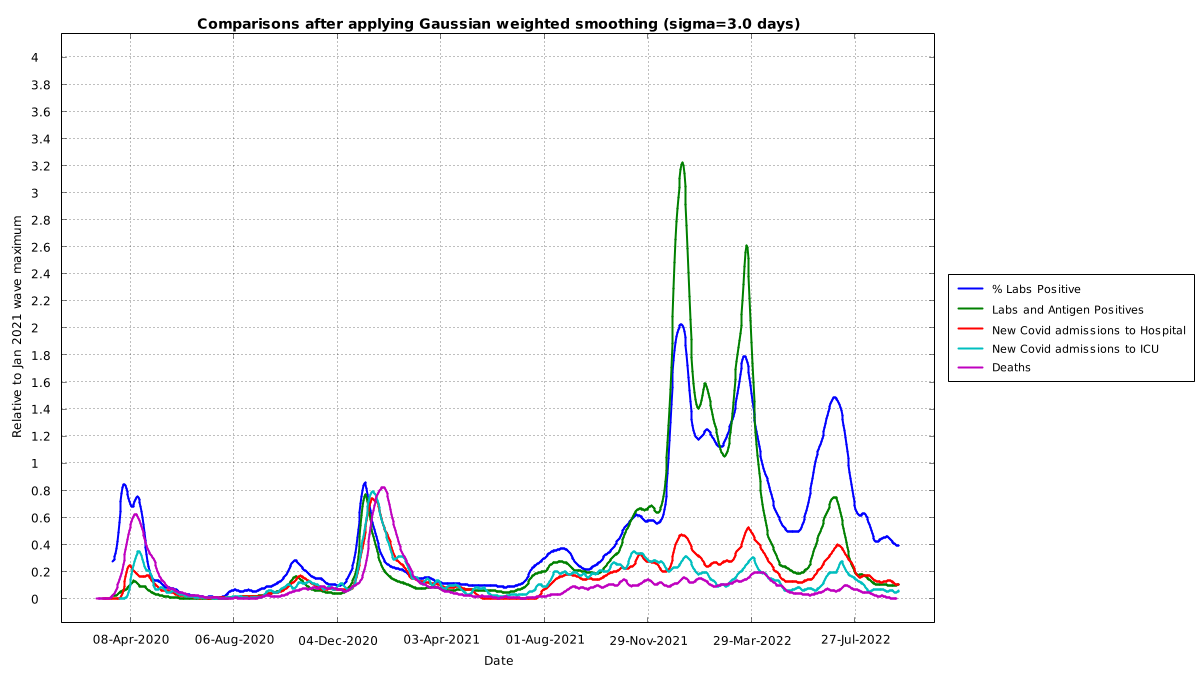 Comparisons after applying Gaussian weighted smoothing (sigma=3.0 days)
Relative to Jan 2021 wave maximum
4
3.8
3.6
3.4
3.2
3
2.8
2.6
2.4
2.2
2
1.8
1.6
1.4
1.2
1
0.8
0.6
0.4
0.2
0
08-Apr-2020 06-Aug-2020 04-Dec-2020 03-Apr-2021 01-Aug-2021 29-Nov-2021 29-Mar-2022 27-Jul-2022
Date
% Labs Positive
Labs and Antigen Positives
New Covid admissions to Hospital
New Covid admissions to ICU
Deaths